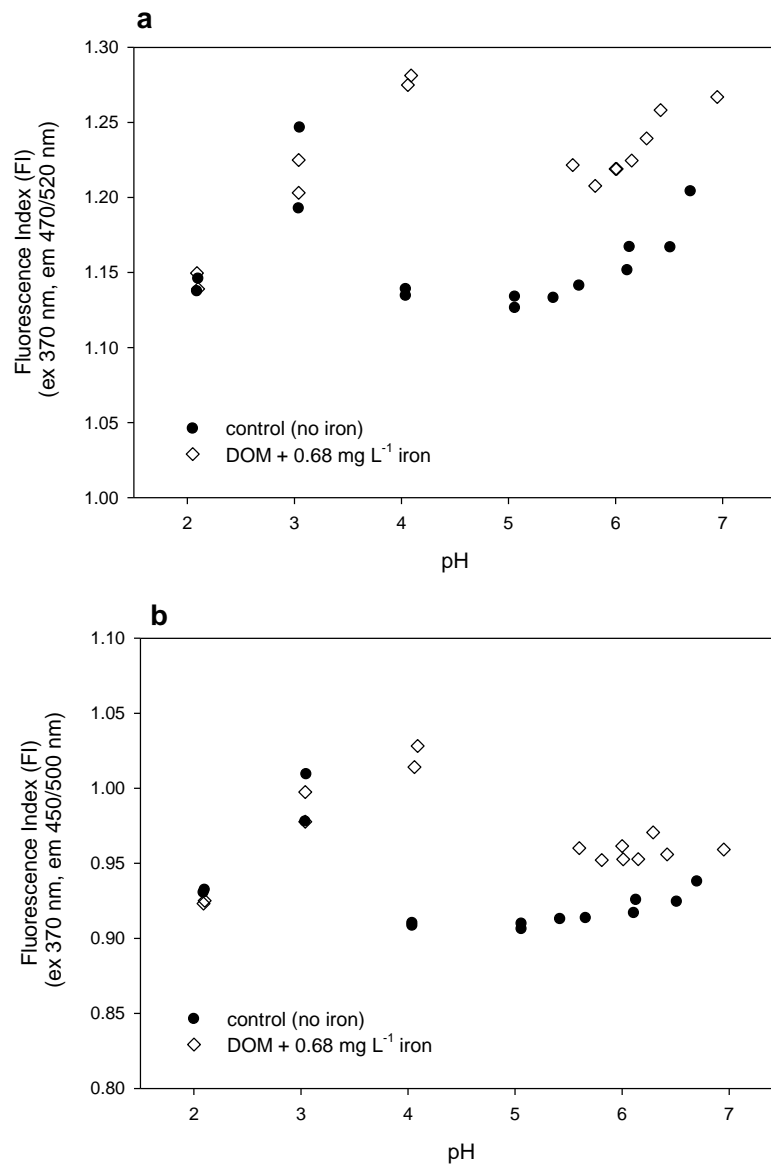 a
1.30
1.25
1.20
1.15
1.10
1.05
1.00
Fluorescence Index (FI)
(ex 370 nm, em 470/520 nm)
control (no iron)
DOM + 0.68 mg L⁻¹ iron
2 3 4 5 6 7
pH
b
1.10
1.05
1.00
0.95
0.90
0.85
0.80
Fluorescence Index (FI)
(ex 370 nm, em 450/500 nm)
control (no iron)
DOM + 0.68 mg L⁻¹ iron
2 3 4 5 6 7
pH